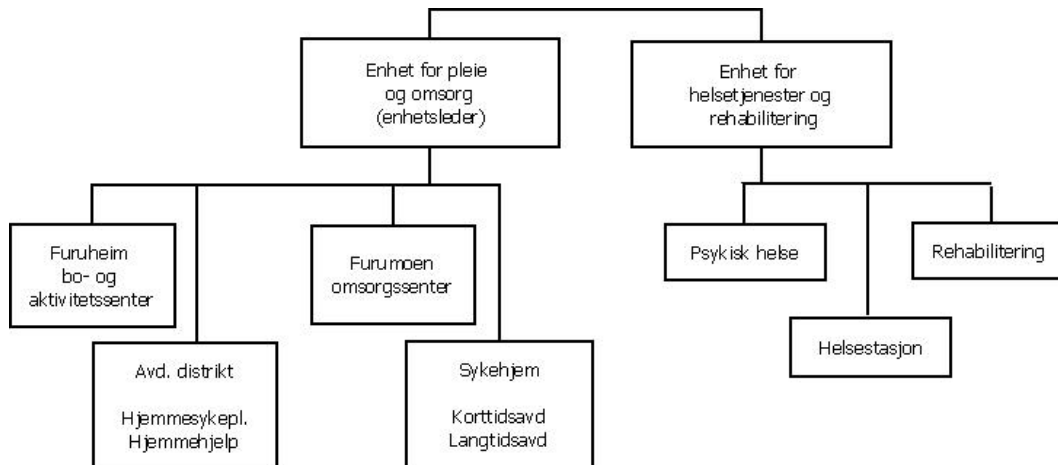 Enhet for pleie
og omsorg
(enhetsleder)
Enhet for
helsetjenester og
rehabilitering
Furuheim
bo- og
aktivitetssenter
Furumoen
omsorgssenter
Psykisk helse
Rehabilitering
Avd. distrikt
Hjemmesykepl.
Hjemmehjelp
Sykehjem
Korttidsavd
Langtidsavd
Helsestasjon